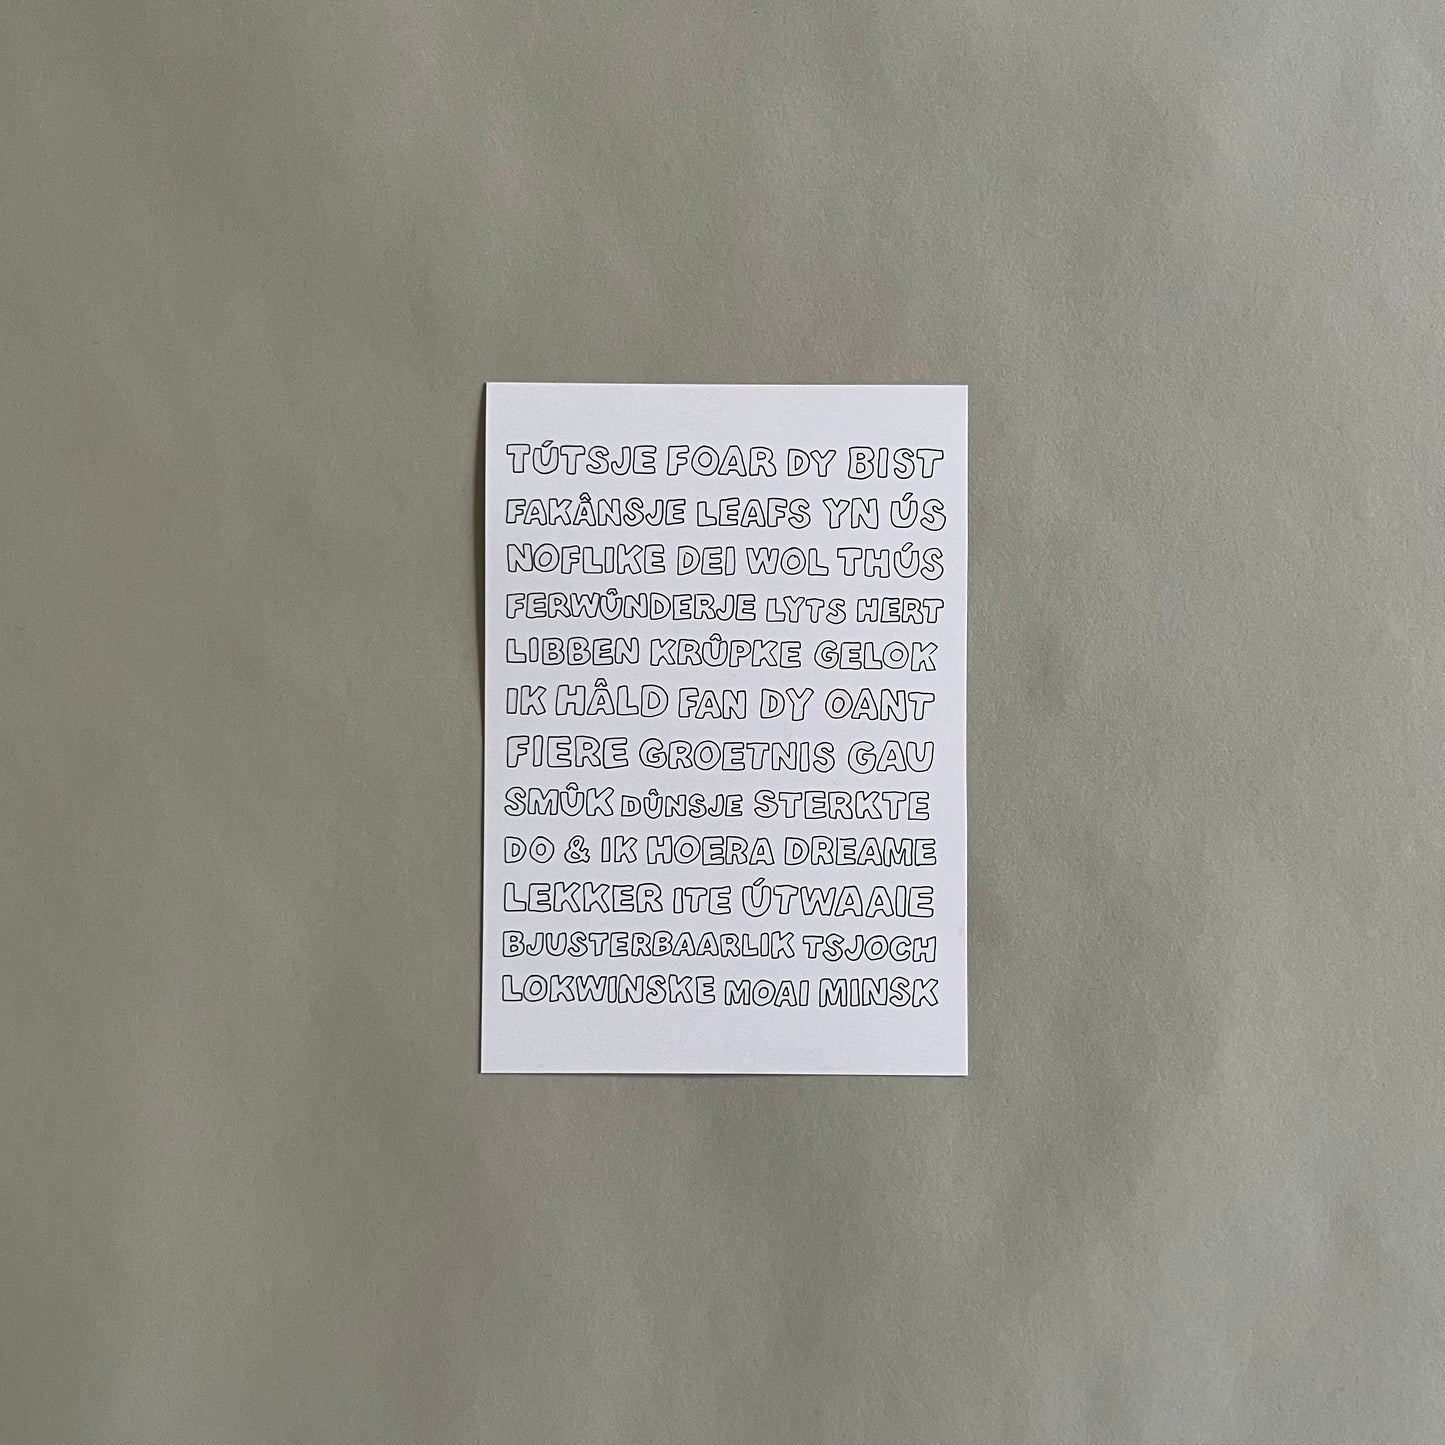 TÚTSJE FOAR DY BIST
FAKÂNSJE LEAFS YN ÚS
NOFLIKE DEI WOL THÚS
FERWÛNDERJE LYTS HERT
LIBBEN KRÛPKE GELOK
IK HÂLD FAN DY OANT
FIERE GROETNIS GAU
SMÛK DÛNSJE STERKTE
DO & IK HOERA DREAME
LEKKER ITE ÚTWAAIE
BJUSTERBAARLIK TSJOCH
LOKWINSKE MOAI MINSK